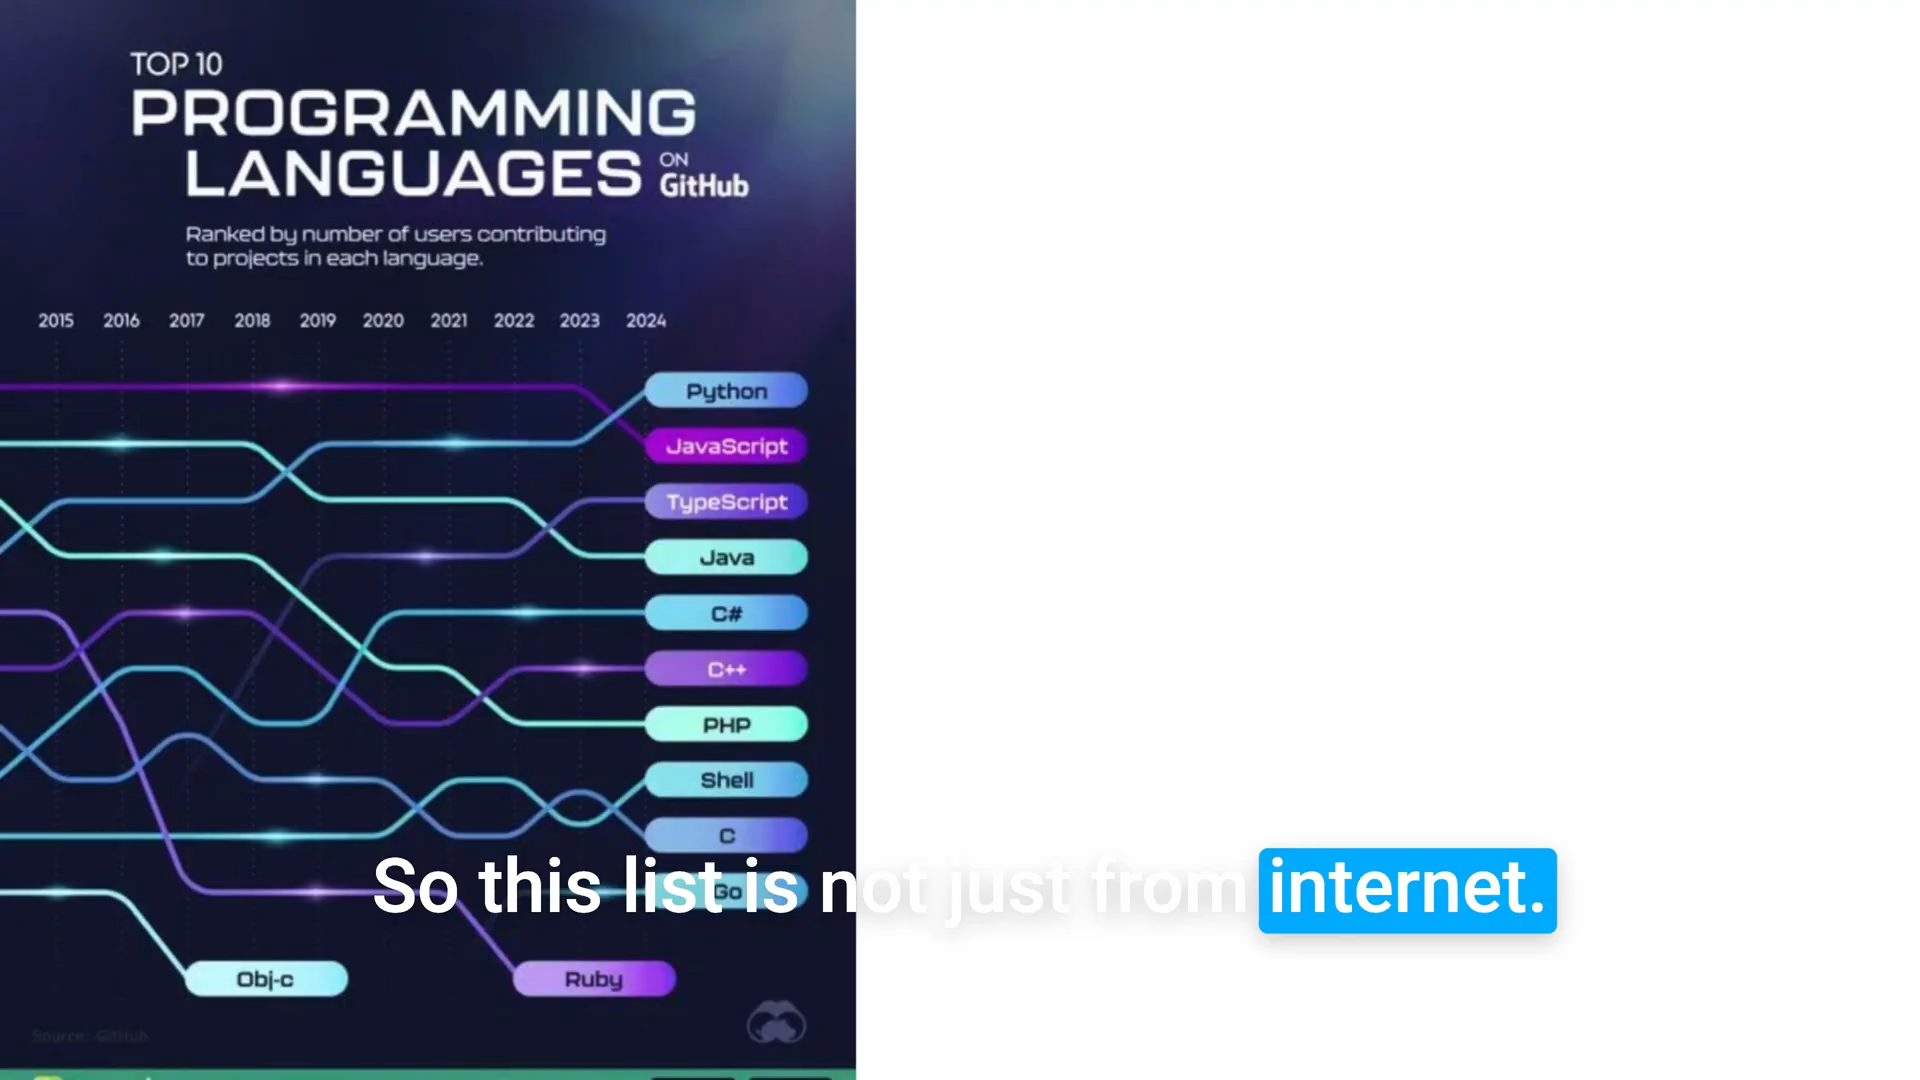 TOP 10
PROGRAMMING
LANGUAGES ON GitHub
Ranked by number of users contributing
to projects in each language.
2015 2016 2017 2018 2019 2020 2021 2022 2023 2024
Python
JavaScript
TypeScript
Java
C#
C++
PHP
Shell
C
Go
So this list is not just from internet.
Obj-c
Ruby
Source: GitHub